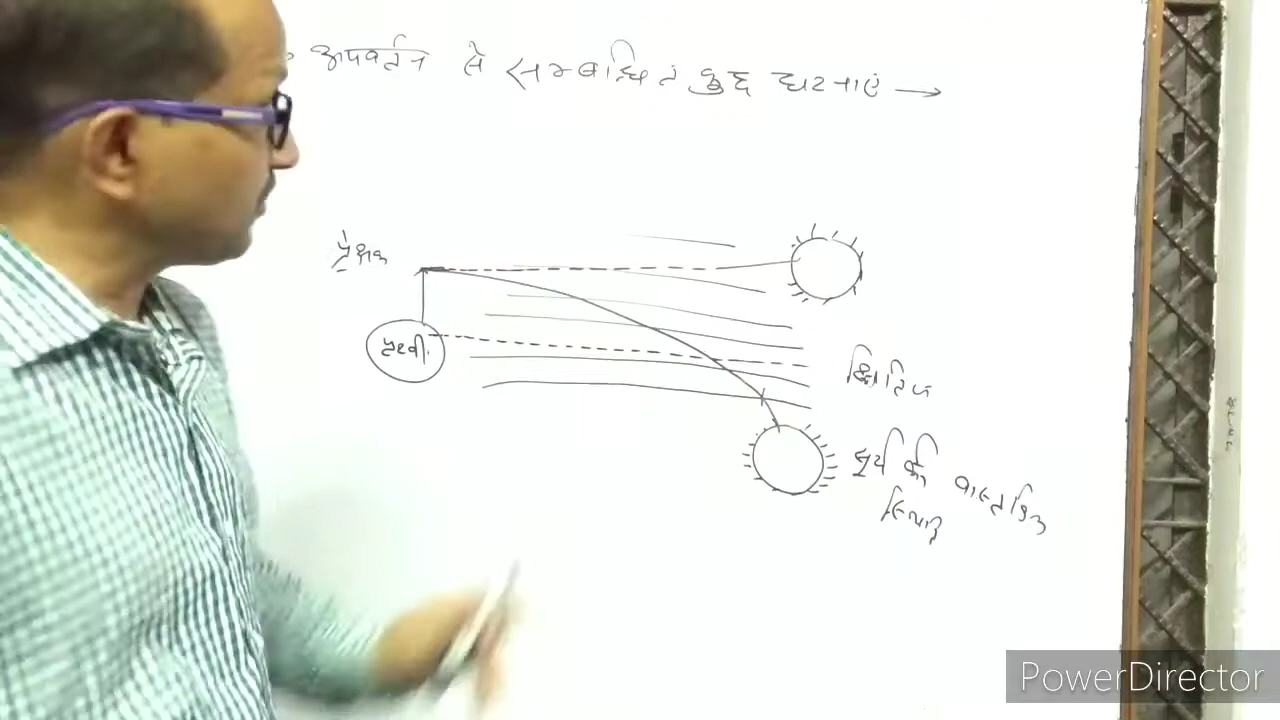 अपवर्तन से सम्बन्धित कुछ घटनाएं →
प्रेक्षक
पृथ्वी
क्षितिज
सूर्य की वास्तविक
स्थिति
PowerDirector